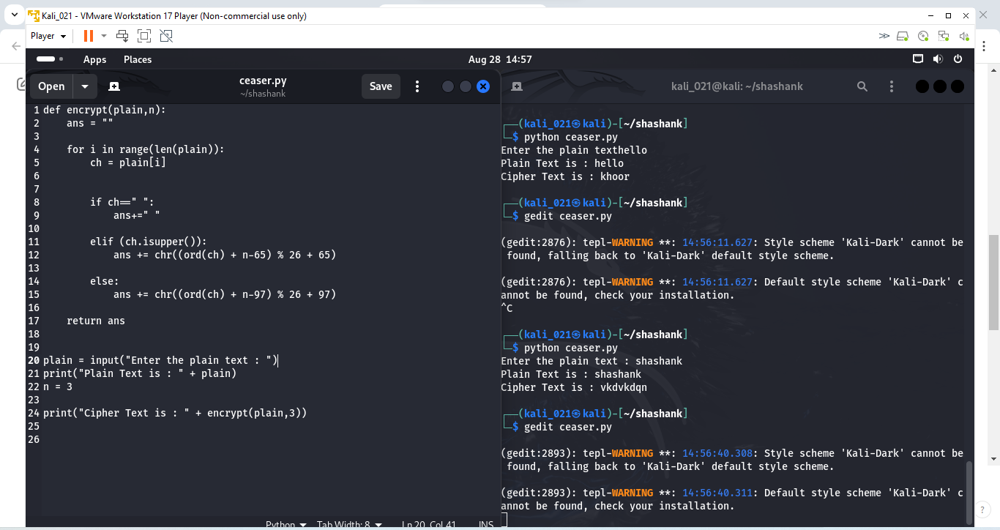 Kali_021 - VMware Workstation 17 Player (Non-commercial use only)
Player
Apps Places Aug 28 14:57
Open ceaser.py Save
~/shashank
kali_021@kali: ~/shashank
1 def encrypt(plain,n):
2     ans = ""
3
4     for i in range(len(plain)):
5         ch = plain[i]
6
7
8         if ch==" ":
9             ans+=" "
10
11         elif (ch.isupper()):
12             ans += chr((ord(ch) + n-65) % 26 + 65)
13
14         else:
15             ans += chr((ord(ch) + n-97) % 26 + 97)
16
17     return ans
18
19
20 plain = input("Enter the plain text : ")
21 print("Plain Text is : " + plain)
22 n = 3
23
24 print("Cipher Text is : " + encrypt(plain,3))
25
26
Python Tab Width: 8 Ln 20, Col 41 INS
┌──(kali_021㉿kali)-[~/shashank]
└─$ python ceaser.py
Enter the plain texthello
Plain Text is : hello
Cipher Text is : khoor
┌──(kali_021㉿kali)-[~/shashank]
└─$ gedit ceaser.py
(gedit:2876): tepl-WARNING **: 14:56:11.627: Style scheme 'Kali-Dark' cannot be
found, falling back to 'Kali-Dark' default style scheme.
(gedit:2876): tepl-WARNING **: 14:56:11.627: Default style scheme 'Kali-Dark' c
annot be found, check your installation.
^C
┌──(kali_021㉿kali)-[~/shashank]
└─$ python ceaser.py
Enter the plain text : shashank
Plain Text is : shashank
Cipher Text is : vkdvkdqn
┌──(kali_021㉿kali)-[~/shashank]
└─$ gedit ceaser.py
(gedit:2893): tepl-WARNING **: 14:56:40.308: Style scheme 'Kali-Dark' cannot be
found, falling back to 'Kali-Dark' default style scheme.
(gedit:2893): tepl-WARNING **: 14:56:40.311: Default style scheme 'Kali-Dark' c
annot be found, check your installation.